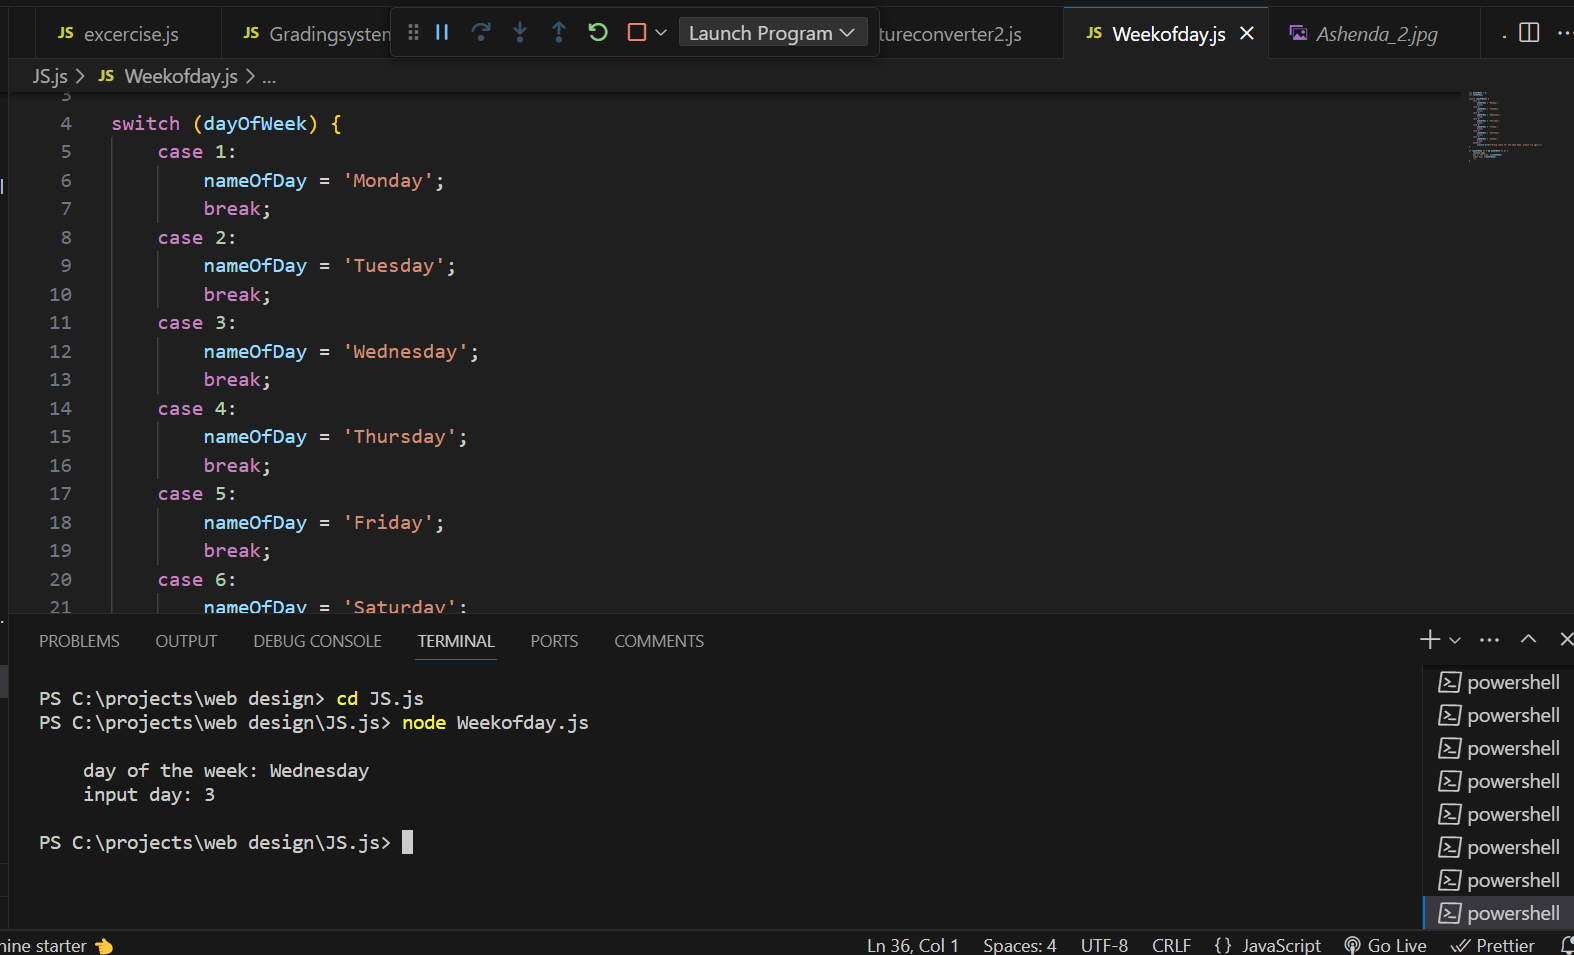 JS excercise.js JS Gradingsysten Launch Program tureconverter2.js JS Weekofday.js Ashenda_2.jpg
JS.js JS Weekofday.js ...
3
4 switch (dayOfWeek) {
5 case 1:
6 nameOfDay = 'Monday';
7 break;
8 case 2:
9 nameOfDay = 'Tuesday';
10 break;
11 case 3:
12 nameOfDay = 'Wednesday';
13 break;
14 case 4:
15 nameOfDay = 'Thursday';
16 break;
17 case 5:
18 nameOfDay = 'Friday';
19 break;
20 case 6:
21 nameOfDay = 'Saturday';
PROBLEMS OUTPUT DEBUG CONSOLE TERMINAL PORTS COMMENTS
PS C:\projects\web design> cd JS.js
PS C:\projects\web design\JS.js> node Weekofday.js
day of the week: Wednesday
input day: 3
PS C:\projects\web design\JS.js>
powershell
powershell
powershell
powershell
powershell
powershell
powershell
powershell
nine starter Ln 36, Col 1 Spaces: 4 UTF-8 CRLF {} JavaScript Go Live Prettier